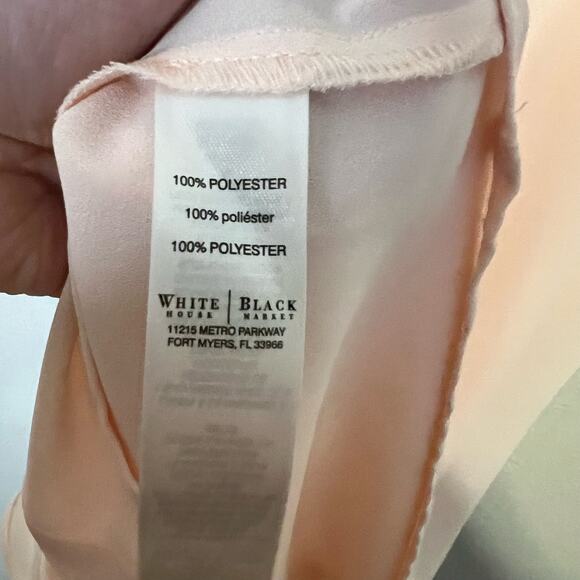 100% POLYESTER
100% poliéster
100% POLYESTER
WHITE | BLACK
HOUSE | MARKET
11215 METRO PARKWAY
FORT MYERS, FL 33966